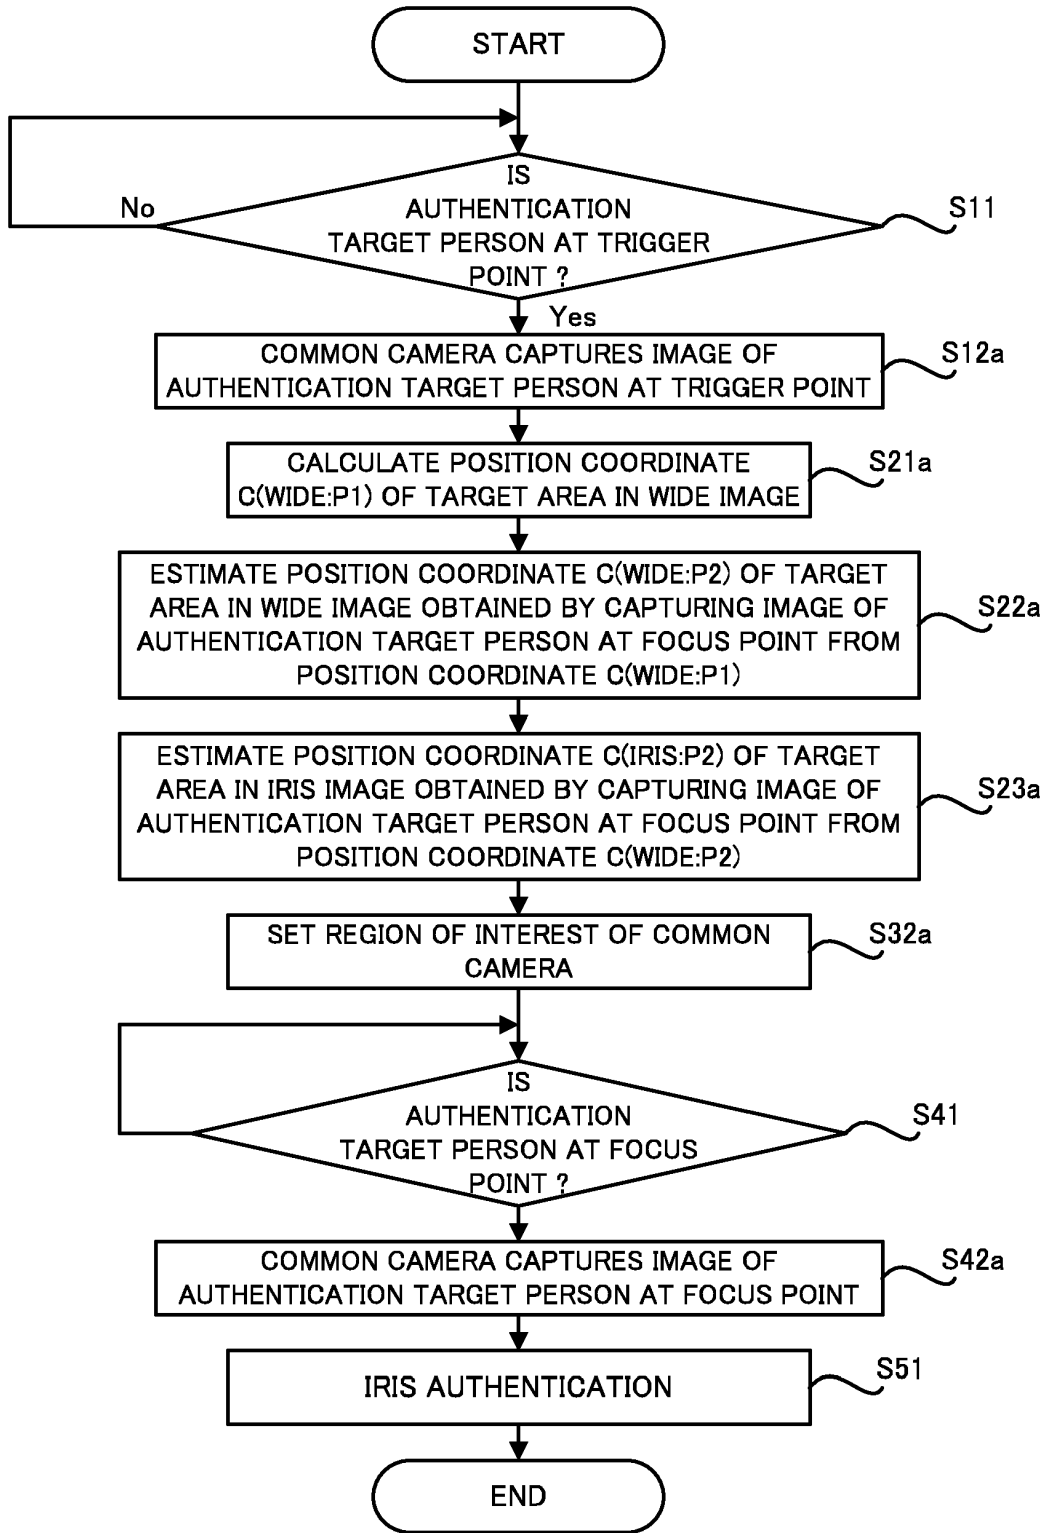 START
IS
AUTHENTICATION
TARGET PERSON AT TRIGGER
POINT ?
No
S11
Yes
COMMON CAMERA CAPTURES IMAGE OF
AUTHENTICATION TARGET PERSON AT TRIGGER POINT
S12a
CALCULATE POSITION COORDINATE
C(WIDE:P1) OF TARGET AREA IN WIDE IMAGE
S21a
ESTIMATE POSITION COORDINATE C(WIDE:P2) OF TARGET
AREA IN WIDE IMAGE OBTAINED BY CAPTURING IMAGE OF
AUTHENTICATION TARGET PERSON AT FOCUS POINT FROM
POSITION COORDINATE C(WIDE:P1)
S22a
ESTIMATE POSITION COORDINATE C(IRIS:P2) OF TARGET
AREA IN IRIS IMAGE OBTAINED BY CAPTURING IMAGE OF
AUTHENTICATION TARGET PERSON AT FOCUS POINT FROM
POSITION COORDINATE C(WIDE:P2)
S23a
SET REGION OF INTEREST OF COMMON
CAMERA
S32a
IS
AUTHENTICATION
TARGET PERSON AT FOCUS
POINT ?
S41
COMMON CAMERA CAPTURES IMAGE OF
AUTHENTICATION TARGET PERSON AT FOCUS POINT
S42a
IRIS AUTHENTICATION
S51
END